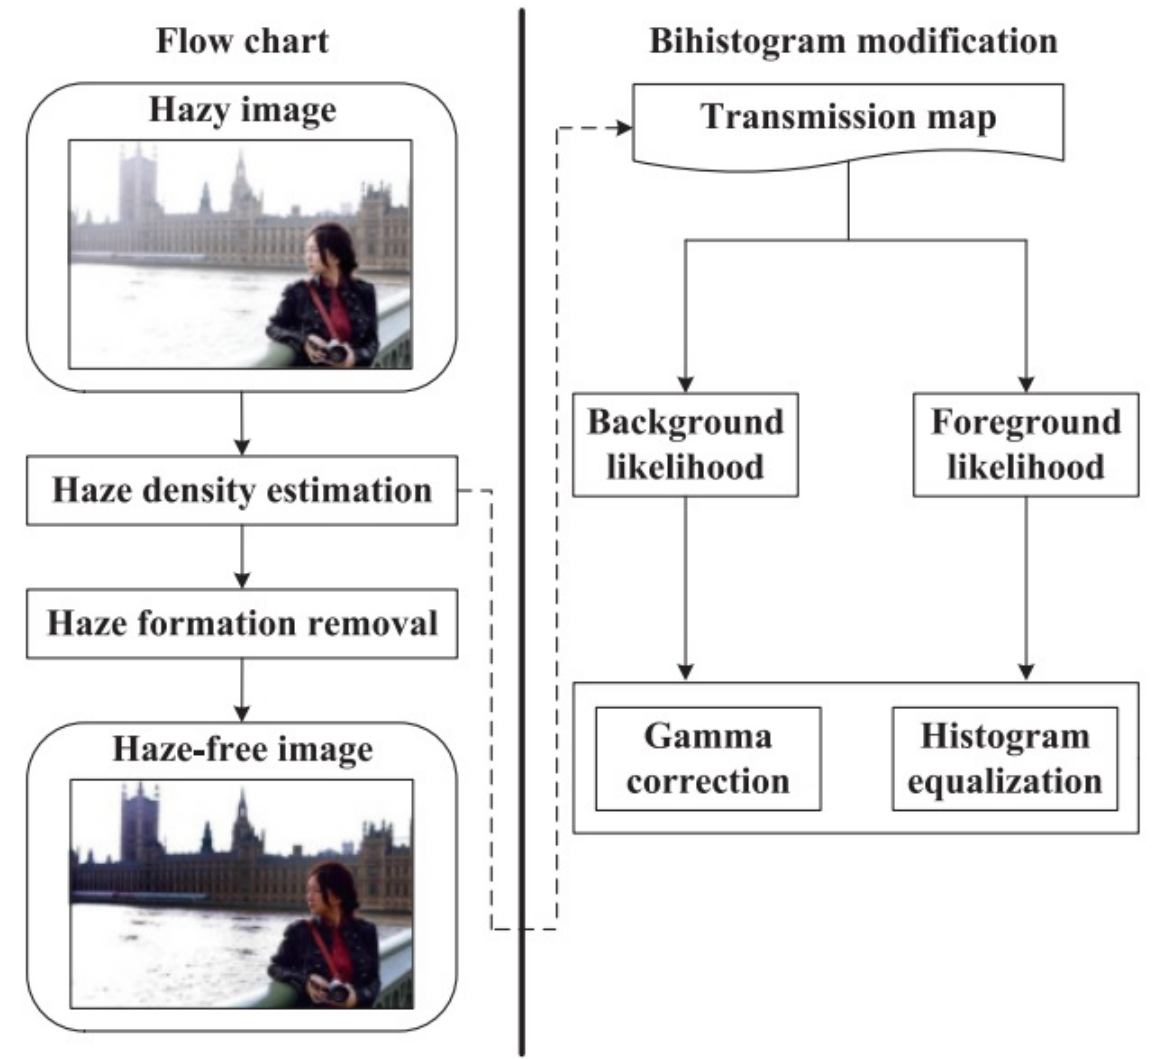 Flow chart
Hazy image
Haze density estimation
Haze formation removal
Haze-free image
Bihistogram modification
Transmission map
Background
likelihood
Foreground
likelihood
Gamma
correction
Histogram
equalization